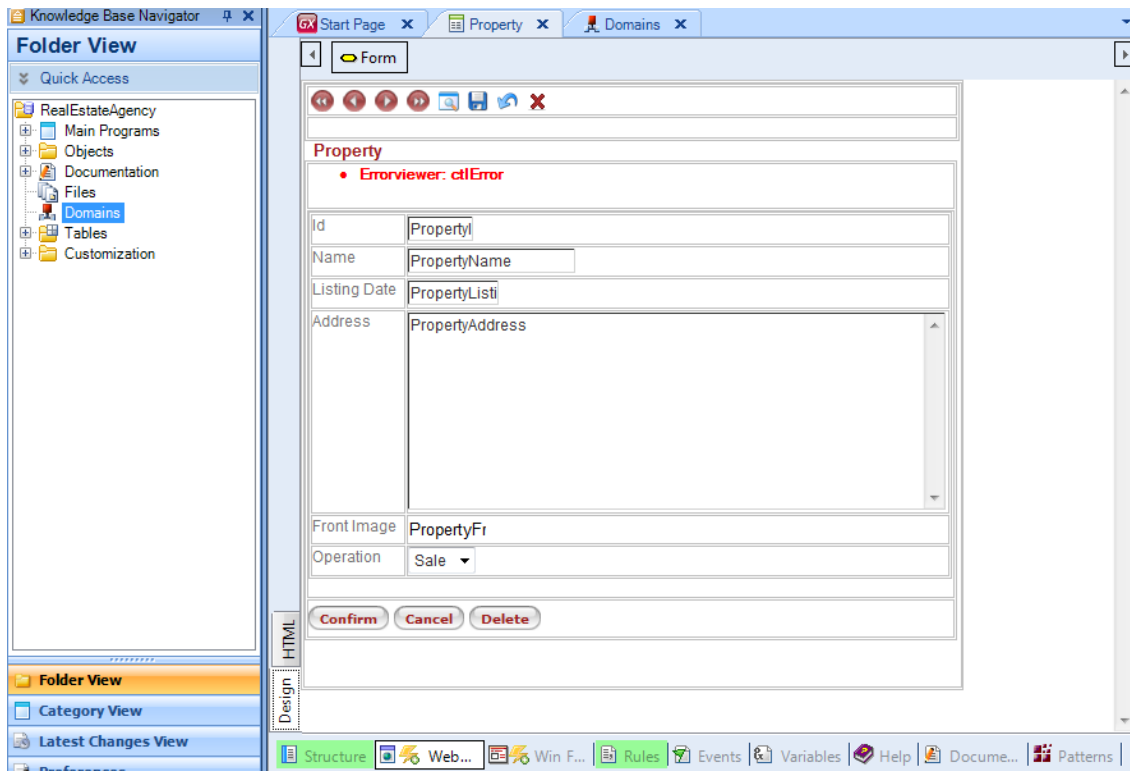 Knowledge Base Navigator
Folder View
Quick Access
RealEstateAgency
Main Programs
Objects
Documentation
Files
Domains
Tables
Customization
Folder View
Category View
Latest Changes View
Preferences
GX Start Page
Property
Domains
Form
Property
Errorviewer: ctlError
Id PropertyI
Name PropertyName
Listing Date PropertyListi
Address PropertyAddress
Front Image PropertyFr
Operation Sale
Confirm Cancel Delete
HTML
Design
Structure Web... Win F... Rules Events Variables Help Docume... Patterns